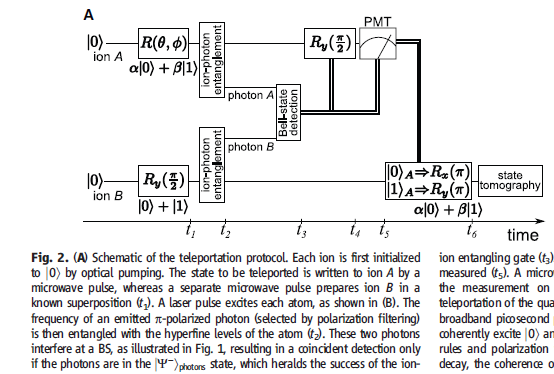 A
|0⟩
ion A
R(θ, ϕ)
α|0⟩ + β|1⟩
ion-photon
entanglement
photon A
Bell-state
detection
R_y(π/2)
PMT
|0⟩
ion B
R_y(π/2)
|0⟩ + |1⟩
ion-photon
entanglement
photon B
|0⟩_A⇒R_x(π)
|1⟩_A⇒R_y(π)
α|0⟩ + β|1⟩
state
tomography
t_1 t_2 t_3 t_4 t_5 t_6 time
Fig. 2. (A) Schematic of the teleportation protocol. Each ion is first initialized
to |0⟩ by optical pumping. The state to be teleported is written to ion A by a
microwave pulse, whereas a separate microwave pulse prepares ion B in a
known superposition (t_1). A laser pulse excites each atom, as shown in (B). The
frequency of an emitted π-polarized photon (selected by polarization filtering)
is then entangled with the hyperfine levels of the atom (t_2). These two photons
interfere at a BS, as illustrated in Fig. 1, resulting in a coincident detection only
if the photons are in the |Ψ⁻⟩photons state, which heralds the success of the ion-
ion entangling gate (t_3)
measured (t_5). A micro
the measurement on
teleportation of the qua
broadband picosecond
coherently excite |0⟩ an
rules and polarization
decay, the coherence o